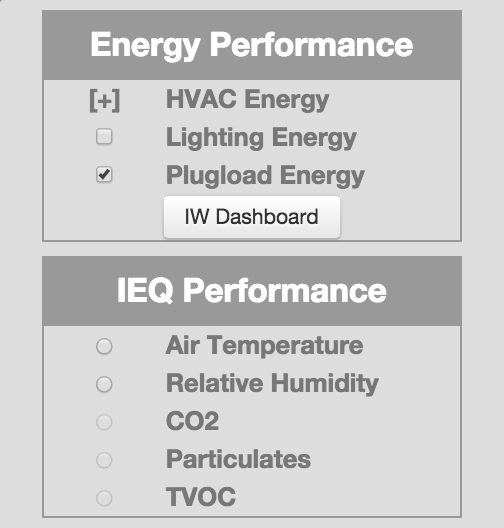 Energy Performance
[+] HVAC Energy
Lighting Energy
Plugload Energy
IW Dashboard
IEQ Performance
Air Temperature
Relative Humidity
CO2
Particulates
TVOC